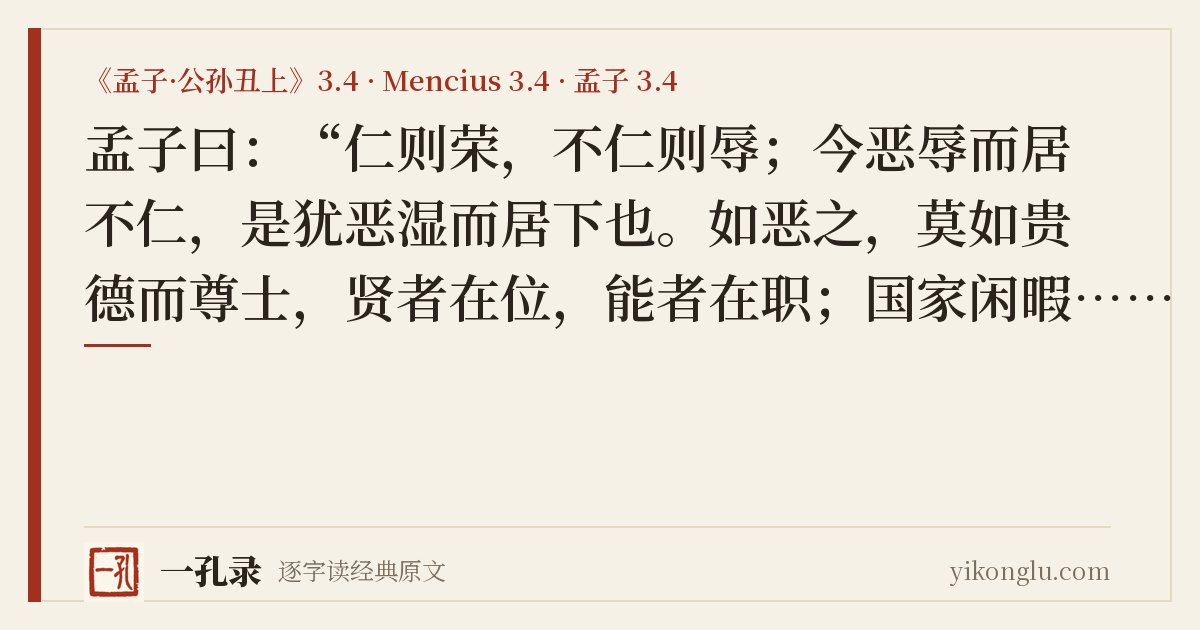 《孟子·公孙丑上》3.4 · Mencius 3.4 · 孟子 3.4
孟子曰：“仁则荣，不仁则辱；今恶辱而居
不仁，是犹恶湿而居下也。如恶之，莫如贵
德而尊士，贤者在位，能者在职；国家闲暇……
一孔
一孔录 逐字读经典原文
yikonglu.com